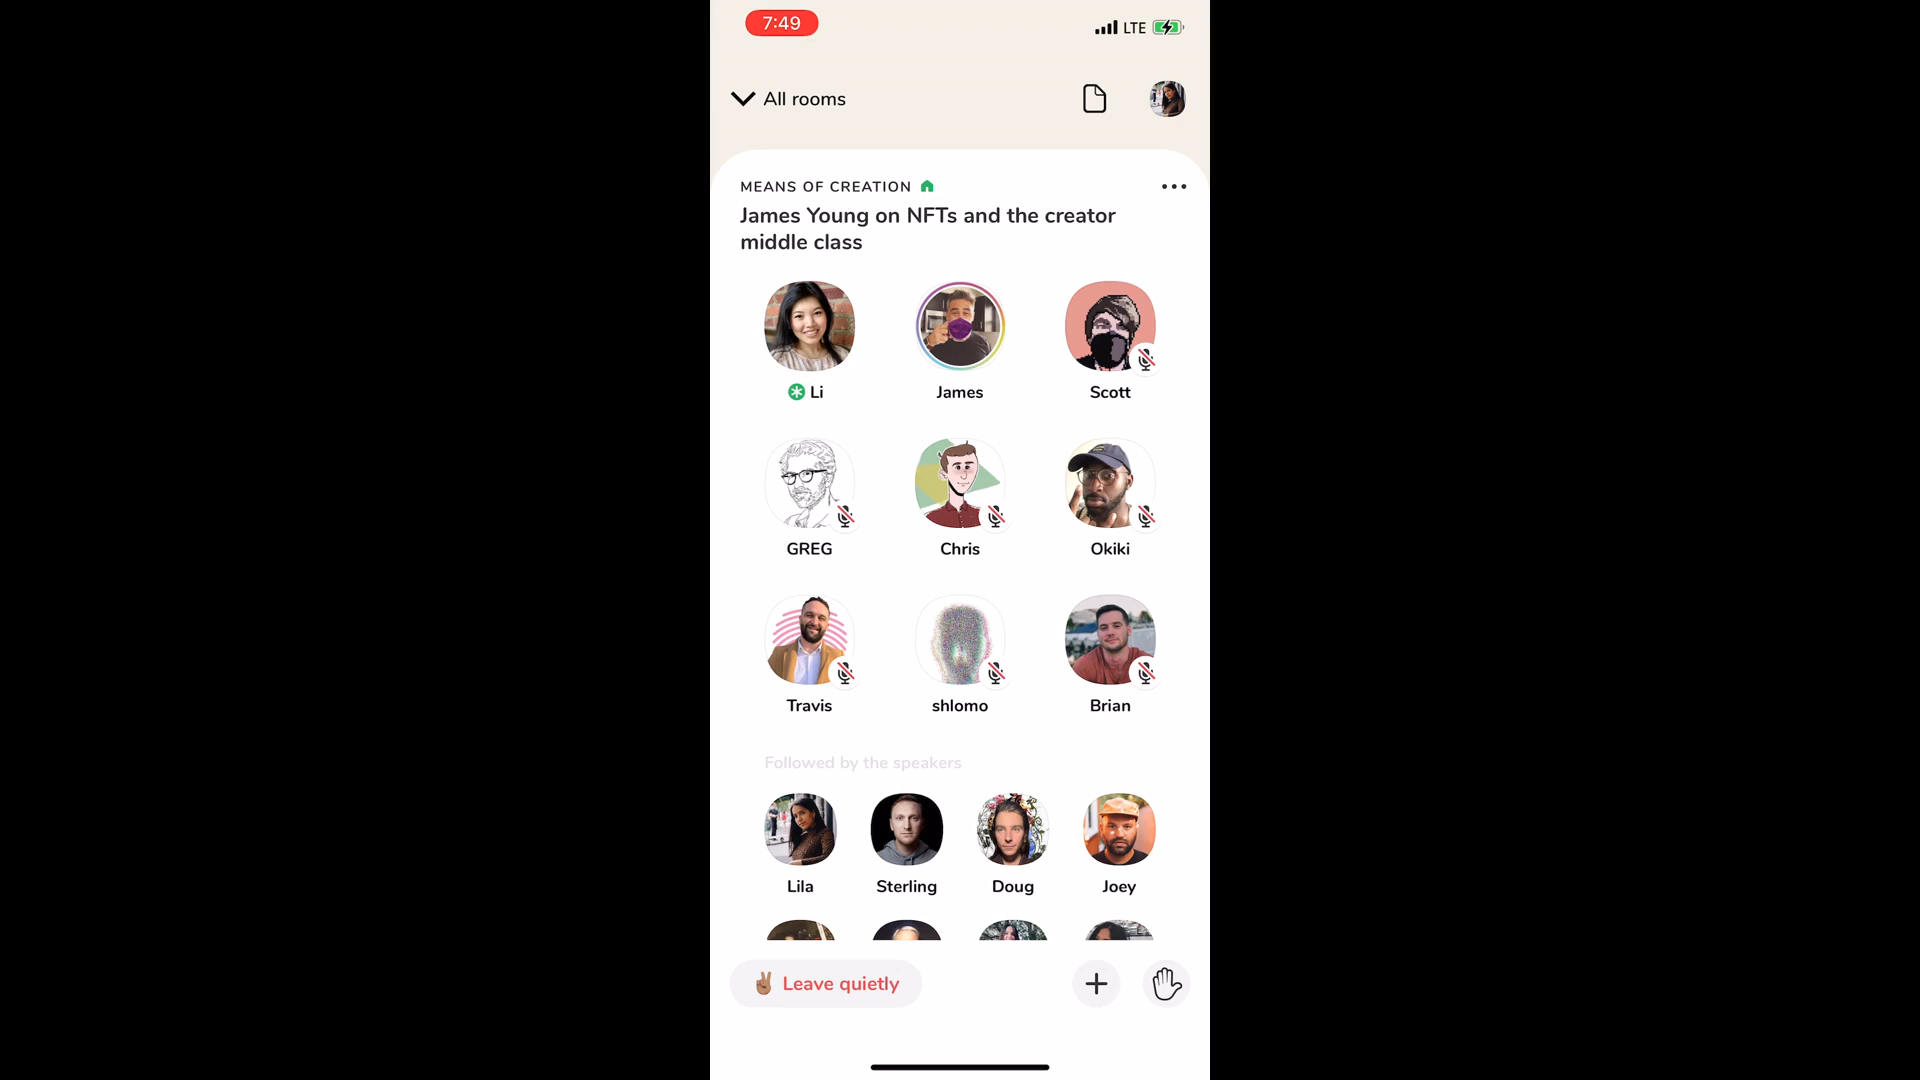 7:49
LTE
All rooms
MEANS OF CREATION
James Young on NFTs and the creator
middle class
Li
James
Scott
GREG
Chris
Okiki
Travis
shlomo
Brian
Followed by the speakers
Lila
Sterling
Doug
Joey
Leave quietly